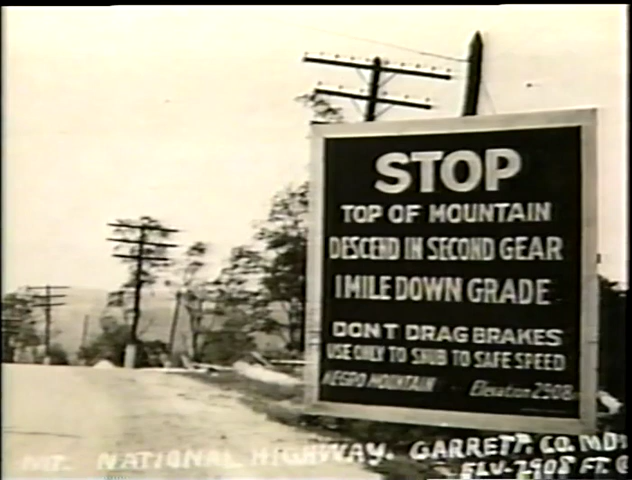 STOP
TOP OF MOUNTAIN
DESCEND IN SECOND GEAR
1 MILE DOWN GRADE
DON'T DRAG BRAKES
USE ONLY TO SNUB TO SAFE SPEED
NEGRO MOUNTAIN Elevation 2908
MT. NATIONAL HIGHWAY. GARRETT. CO. MD.
ELV-2908 FT.